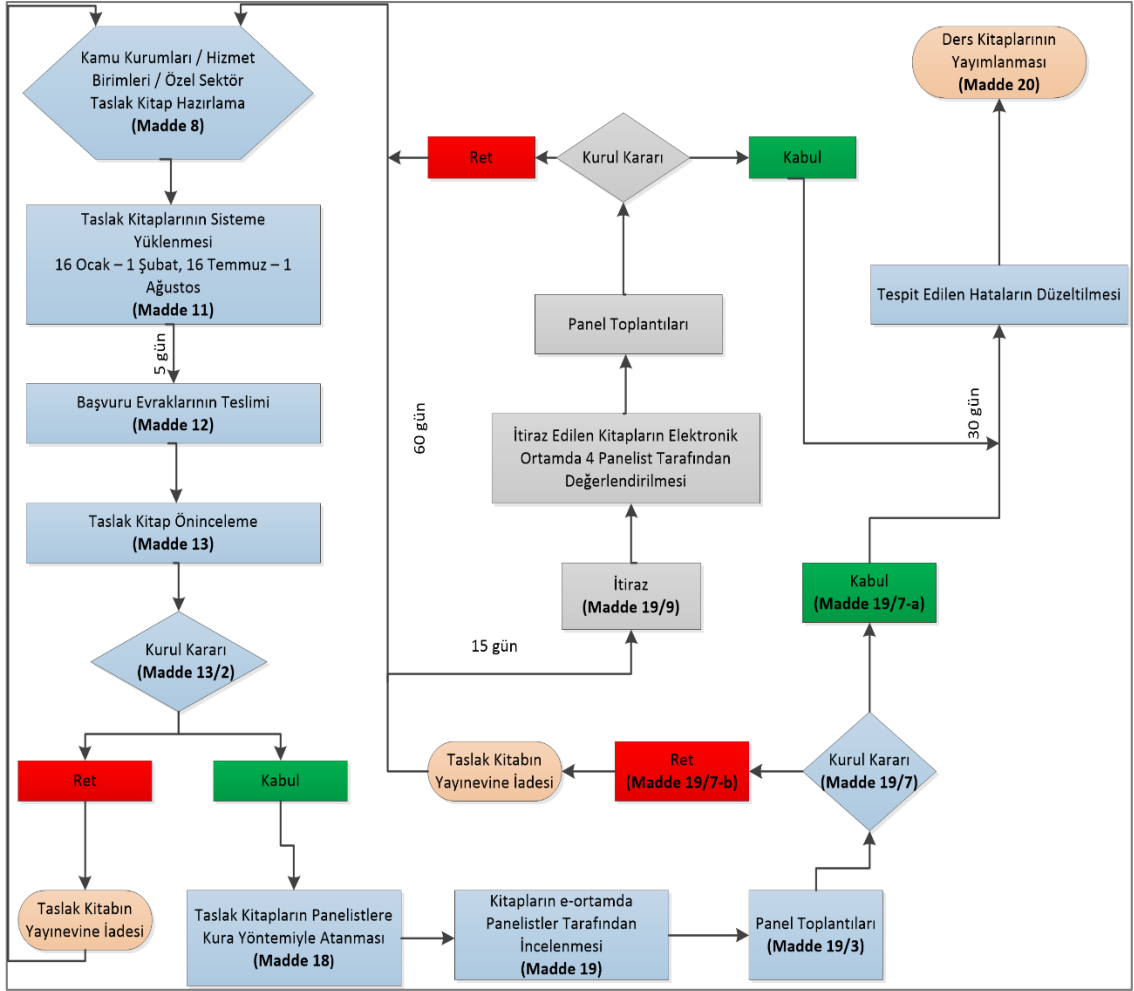 Kamu Kurumları / Hizmet
Birimleri / Özel Sektör
Taslak Kitap Hazırlama
(Madde 8)
Taslak Kitaplarının Sisteme
Yüklenmesi
16 Ocak – 1 Şubat, 16 Temmuz – 1
Ağustos
(Madde 11)
5 gün
Başvuru Evraklarının Teslimi
(Madde 12)
Taslak Kitap Öninceleme
(Madde 13)
Kurul Kararı
(Madde 13/2)
Ret
Kabul
Taslak Kitabın
Yayınevine İadesi
Taslak Kitapların Panelistlere
Kura Yöntemiyle Atanması
(Madde 18)
Kitapların e-ortamda
Panelistler Tarafından
İncelenmesi
(Madde 19)
Panel Toplantıları
(Madde 19/3)
Kurul Kararı
(Madde 19/7)
Ret
(Madde 19/7-b)
Taslak Kitabın
Yayınevine İadesi
Kabul
(Madde 19/7-a)
60 gün
15 gün
İtiraz
(Madde 19/9)
İtiraz Edilen Kitapların Elektronik
Ortamda 4 Panelist Tarafından
Değerlendirilmesi
Panel Toplantıları
Kurul Kararı
Ret
Kabul
30 gün
Tespit Edilen Hataların Düzeltilmesi
Ders Kitaplarının
Yayımlanması
(Madde 20)